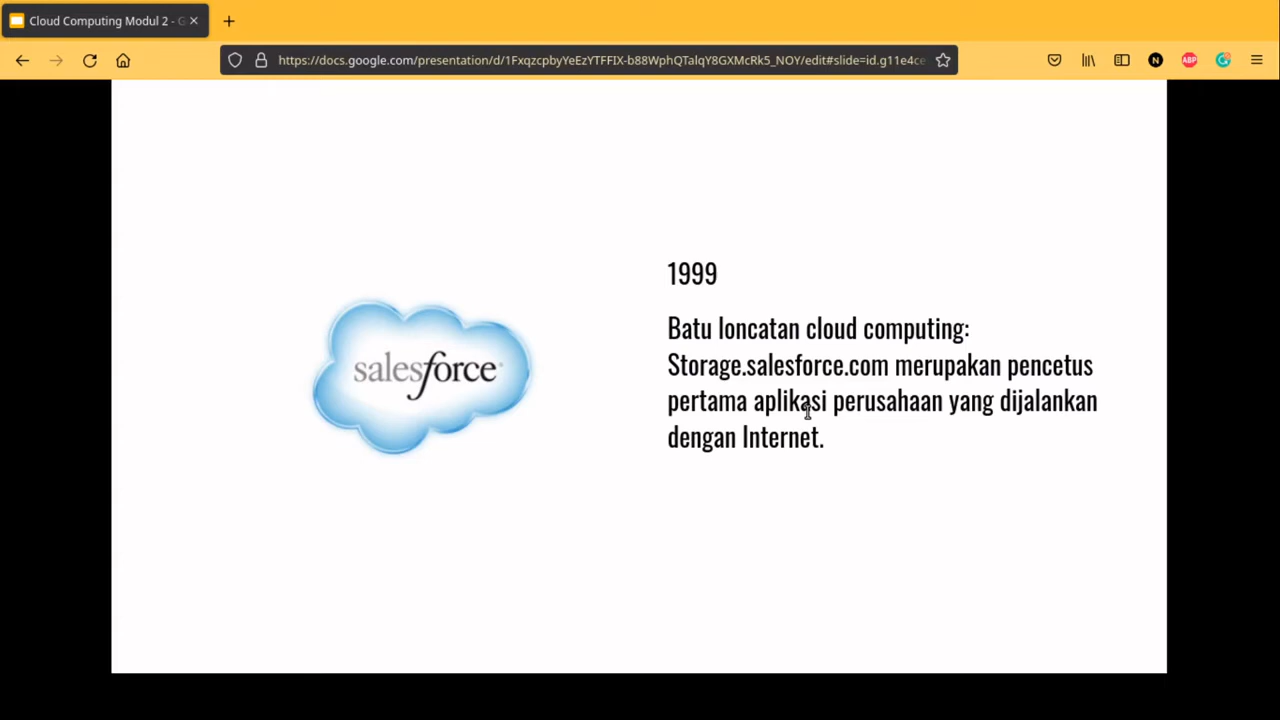 Cloud Computing Modul 2 - G
https://docs.google.com/presentation/d/1FxqzcpbyYeEzYTFFIX-b88WphQTalqY8GXMcRk5_NOY/edit#slide=id.g11e4ce
N
ABP
salesforce
1999
Batu loncatan cloud computing:
Storage.salesforce.com merupakan pencetus
pertama aplikasi perusahaan yang dijalankan
dengan Internet.